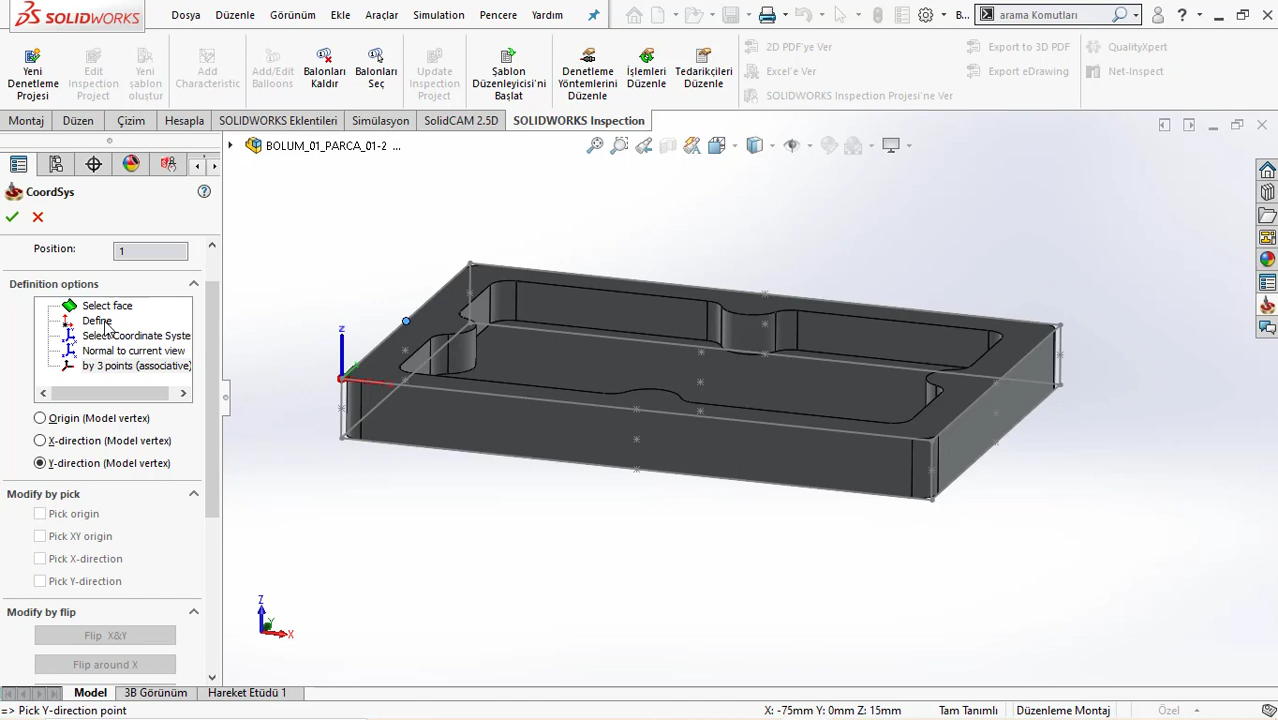 SOLIDWORKS
Dosya Düzenle Görünüm Ekle Araçlar Simulation Pencere Yardım
B... arama Komutları
Yeni Denetleme Projesi
Edit Inspection Project
Yeni şablon oluştur
Add Characteristic
Add/Edit Balloons
Balonları Kaldır
Balonları Seç
Update Inspection Project
Şablon Düzenleyicisi'ni Başlat
Denetleme Yöntemlerini Düzenle
İşlemleri Düzenle
Tedarikçileri Düzenle
2D PDF'ye Ver
Excel'e Ver
SOLIDWORKS Inspection Projesi'ne Ver
Export to 3D PDF
Export eDrawing
QualityXpert
Net-Inspect
Montaj Düzen Çizim Hesapla SOLIDWORKS Eklentileri Simülasyon SolidCAM 2.5D SOLIDWORKS Inspection
BOLUM_01_PARCA_01-2 ...
CoordSys
Position: 1
Definition options
Select face
Define
Select Coordinate Syste
Normal to current view
by 3 points (associative)
Origin (Model vertex)
X-direction (Model vertex)
Y-direction (Model vertex)
Modify by pick
Pick origin
Pick XY origin
Pick X-direction
Pick Y-direction
Modify by flip
Flip X&Y
Flip around X
Z
Z
Y
X
Model 3B Görünüm Hareket Etüdü 1
=> Pick Y-direction point X: -75mm Y: 0mm Z: 15mm Tam Tanımlı Düzenleme Montaj Özel